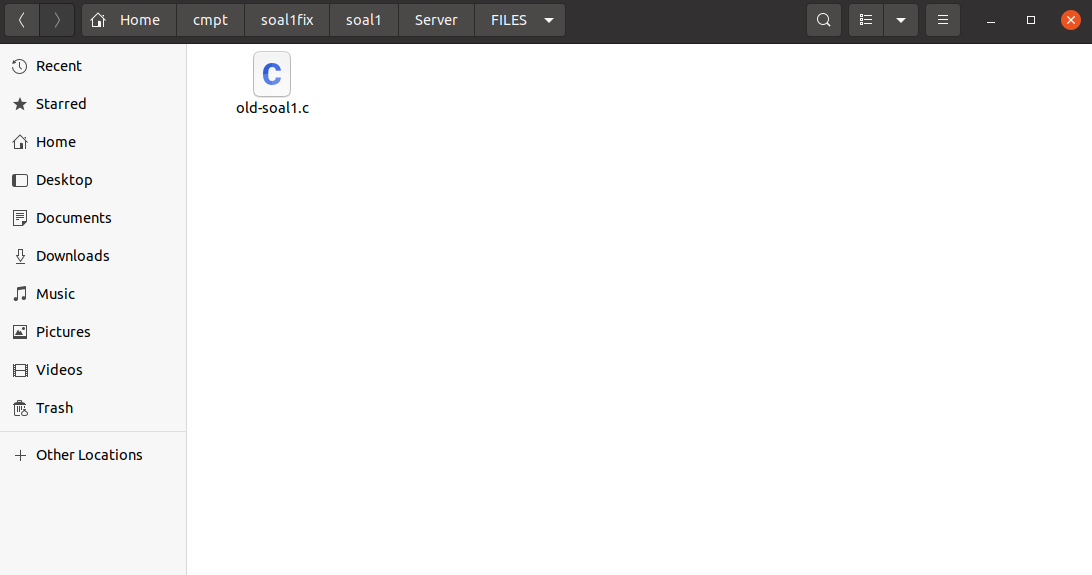 Home cmpt soal1fix soal1 Server FILES
Recent
Starred
Home
Desktop
Documents
Downloads
Music
Pictures
Videos
Trash
Other Locations
C
old-soal1.c